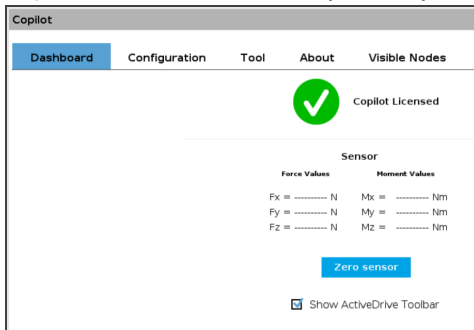 Copilot
Dashboard Configuration Tool About Visible Nodes
Copilot Licensed
Sensor
Force Values Moment Values
Fx = ---------- N Mx = ---------- Nm
Fy = ---------- N My = ---------- Nm
Fz = ---------- N Mz = ---------- Nm
Zero sensor
Show ActiveDrive Toolbar